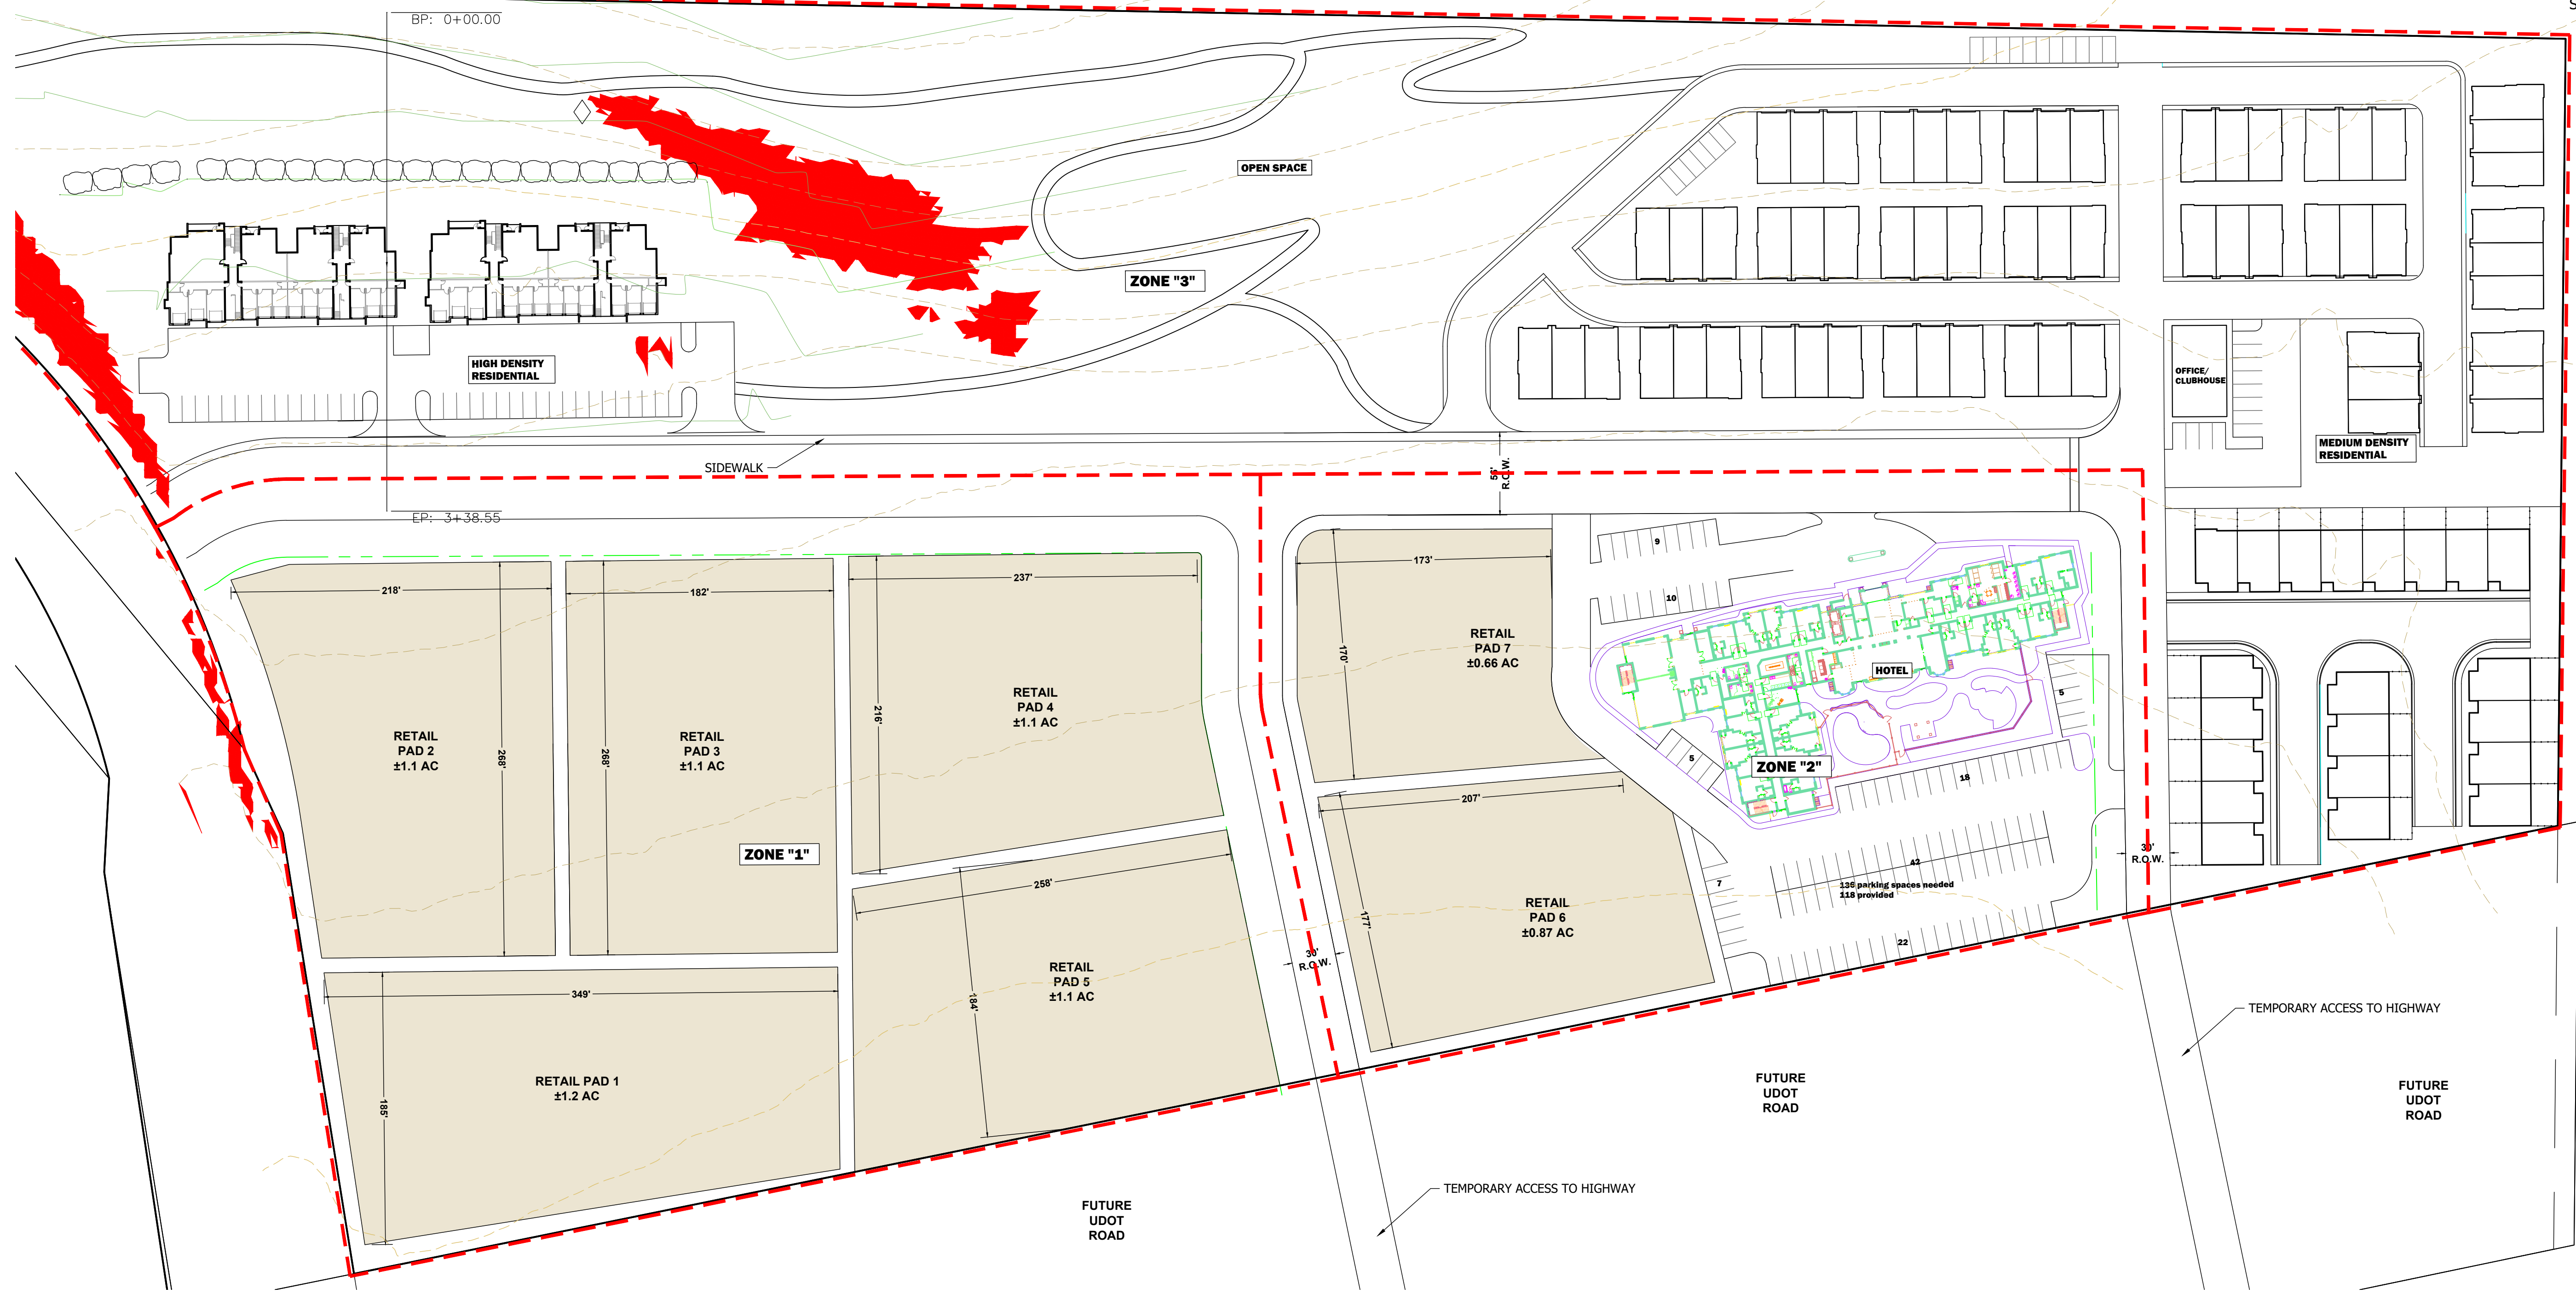 S
BP: 0+00.00
OPEN SPACE
ZONE "3"
HIGH DENSITY
RESIDENTIAL
OFFICE/
CLUBHOUSE
MEDIUM DENSITY
RESIDENTIAL
SIDEWALK
56'
R.O.W.
EP: 3+38.55
218'
182'
237'
173'
9
10
268'
268'
216'
170'
RETAIL
PAD 2
±1.1 AC
RETAIL
PAD 3
±1.1 AC
RETAIL
PAD 4
±1.1 AC
RETAIL
PAD 7
±0.66 AC
HOTEL
5
5
ZONE "2"
18
207'
ZONE "1"
258'
7
42
139 parking spaces needed
118 provided
22
30'
R.O.W.
RETAIL
PAD 6
±0.87 AC
177'
30'
R.O.W.
184'
RETAIL
PAD 5
±1.1 AC
349'
185'
RETAIL PAD 1
±1.2 AC
TEMPORARY ACCESS TO HIGHWAY
FUTURE
UDOT
ROAD
FUTURE
UDOT
ROAD
TEMPORARY ACCESS TO HIGHWAY
FUTURE
UDOT
ROAD